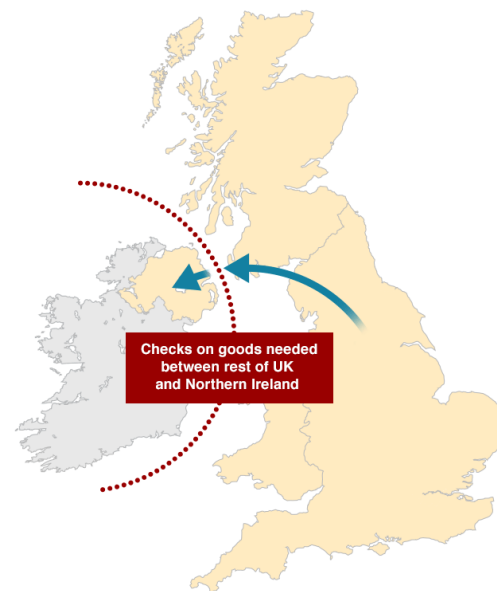 Checks on goods needed
between rest of UK
and Northern Ireland